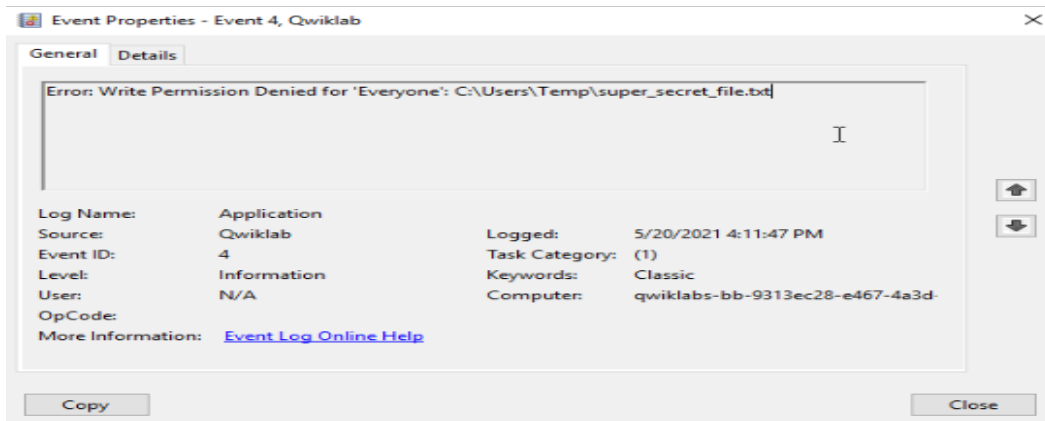 Event Properties - Event 4, Qwiklab
General Details
Error: Write Permission Denied for 'Everyone': C:\Users\Temp\super_secret_file.txt
Log Name: Application
Source: Qwiklab Logged: 5/20/2021 4:11:47 PM
Event ID: 4 Task Category: (1)
Level: Information Keywords: Classic
User: N/A Computer: qwiklabs-bb-9313ec28-e467-4a3d-
OpCode:
More Information: Event Log Online Help
Copy Close